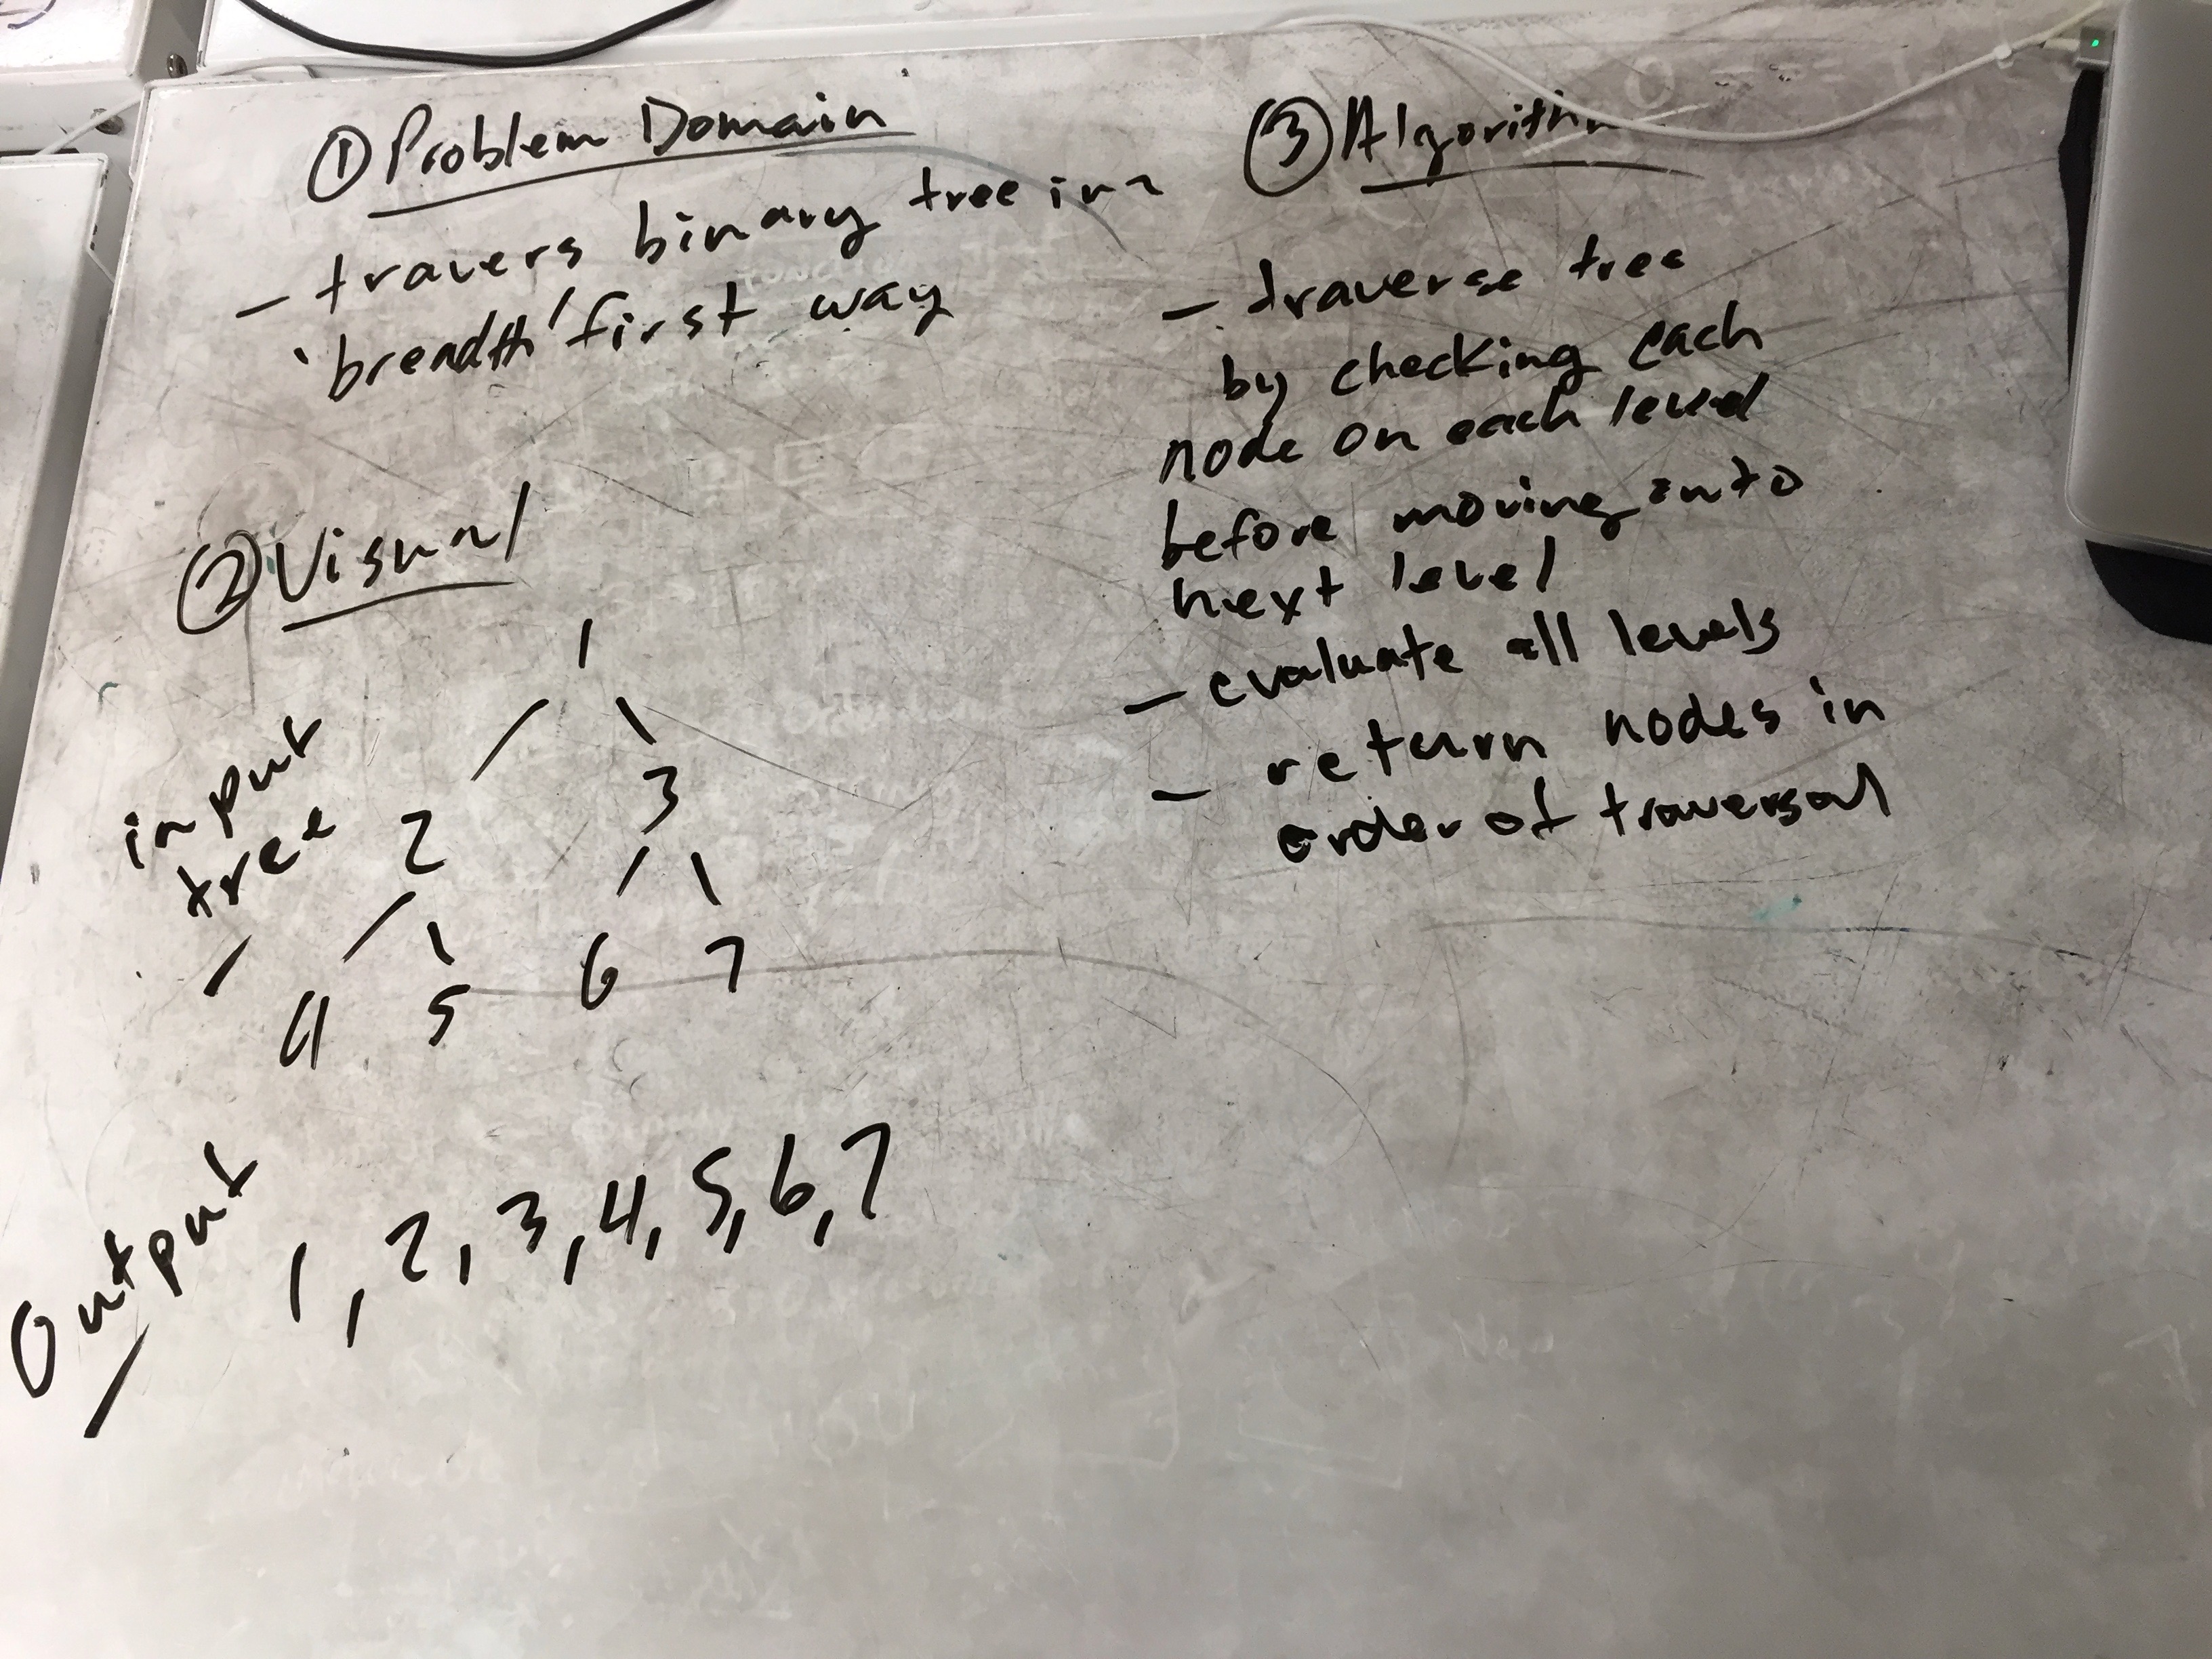 ① Problem Domain
- travers binary tree in a
'breadth' first way
② Visual
input
tree
1
2 3
4 5 6 7
Output
1, 2, 3, 4, 5, 6, 7
③ Algorithm
- traverse tree
by checking each
node on each level
before moving onto
next level
- evaluate all levels
- return nodes in
order of traversal